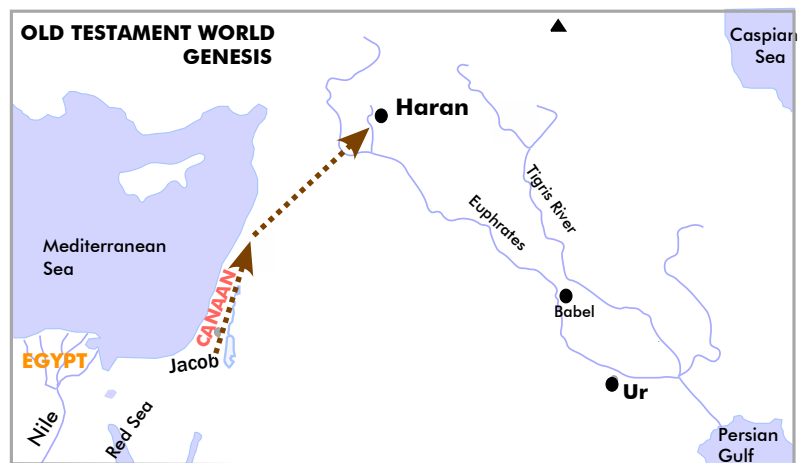 OLD TESTAMENT WORLD
GENESIS
Caspian
Sea
Haran
Tigris River
Euphrates
Mediterranean
Sea
CANAAN
Babel
EGYPT
Jacob
Ur
Nile
Red Sea
Persian
Gulf